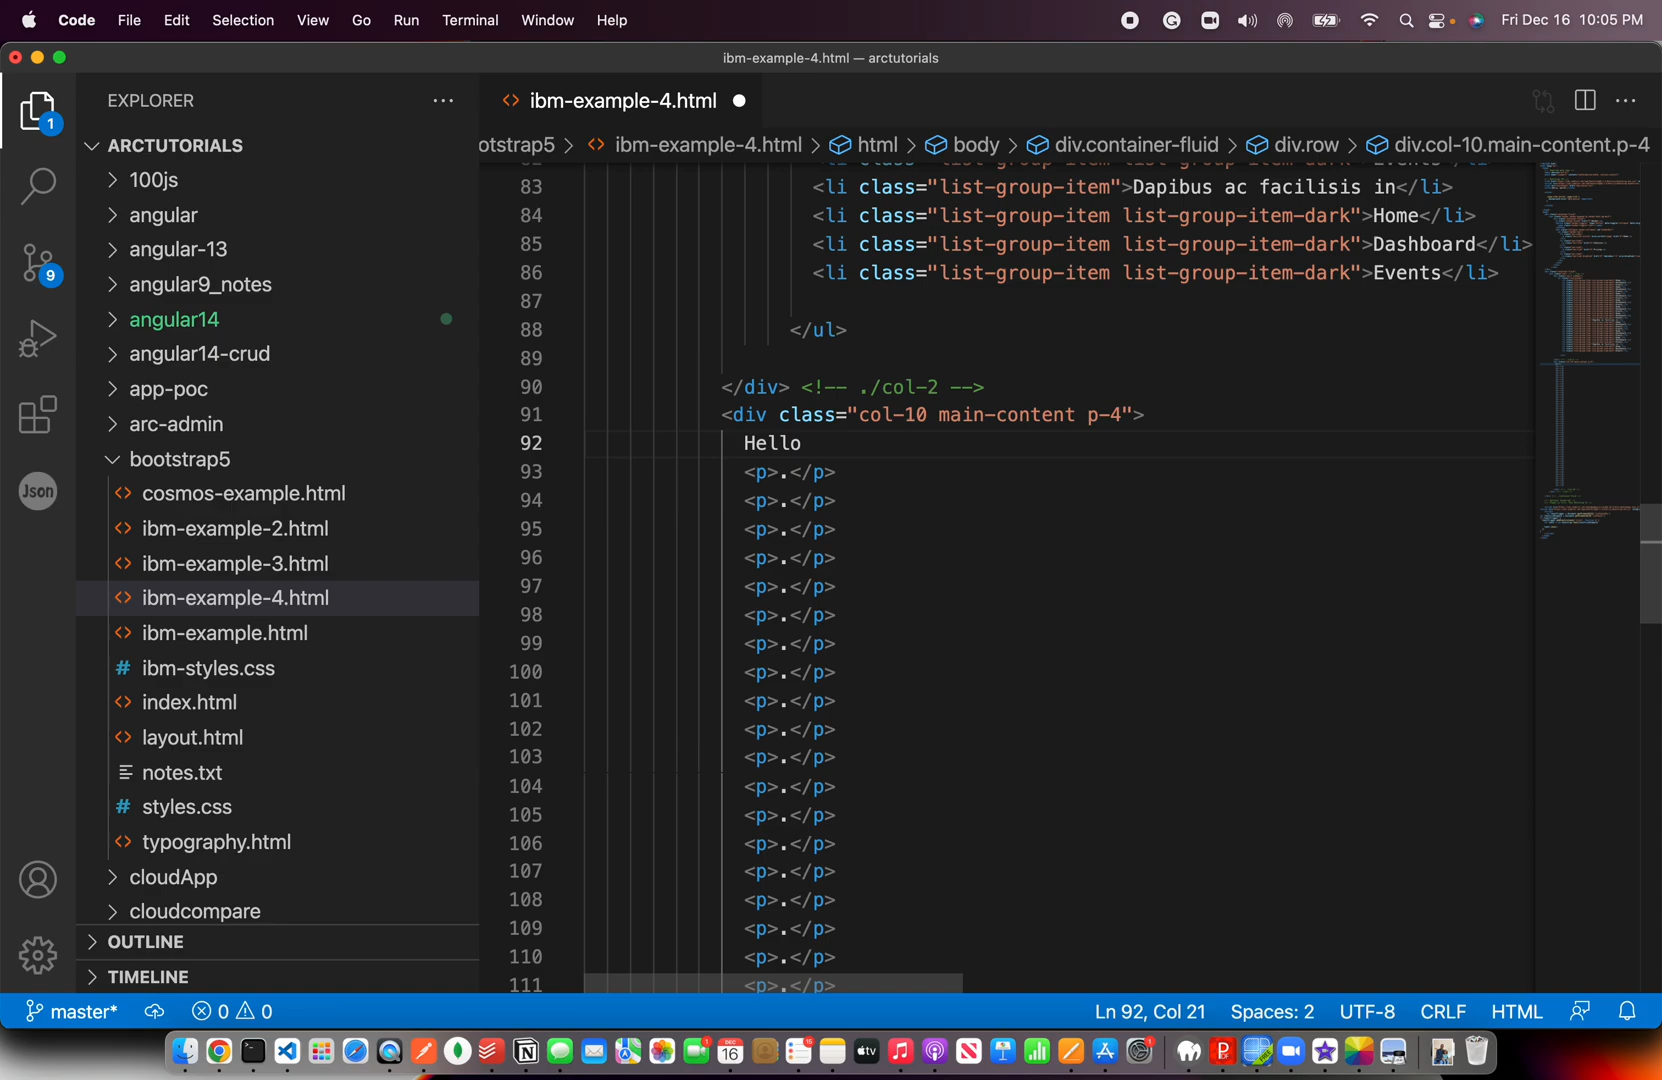 Code File Edit Selection View Go Run Terminal Window Help Fri Dec 16 10:05 PM
ibm-example-4.html — arctutorials
EXPLORER
ibm-example-4.html
otstrap5 > ibm-example-4.html > html > body > div.container-fluid > div.row > div.col-10.main-content.p-4
1
9
Json
ARCTUTORIALS
100js
angular
angular-13
angular9_notes
angular14
angular14-crud
app-poc
arc-admin
bootstrap5
cosmos-example.html
ibm-example-2.html
ibm-example-3.html
ibm-example-4.html
ibm-example.html
ibm-styles.css
index.html
layout.html
notes.txt
styles.css
typography.html
cloudApp
cloudcompare
OUTLINE
TIMELINE
83 <li class="list-group-item">Dapibus ac facilisis in</li>
84 <li class="list-group-item list-group-item-dark">Home</li>
85 <li class="list-group-item list-group-item-dark">Dashboard</li>
86 <li class="list-group-item list-group-item-dark">Events</li>
87
88 </ul>
89
90 </div> <!-- ./col-2 -->
91 <div class="col-10 main-content p-4">
92 Hello
93 <p>.</p>
94 <p>.</p>
95 <p>.</p>
96 <p>.</p>
97 <p>.</p>
98 <p>.</p>
99 <p>.</p>
100 <p>.</p>
101 <p>.</p>
102 <p>.</p>
103 <p>.</p>
104 <p>.</p>
105 <p>.</p>
106 <p>.</p>
107 <p>.</p>
108 <p>.</p>
109 <p>.</p>
110 <p>.</p>
111 <p>.</p>
master* 0 0 Ln 92, Col 21 Spaces: 2 UTF-8 CRLF HTML